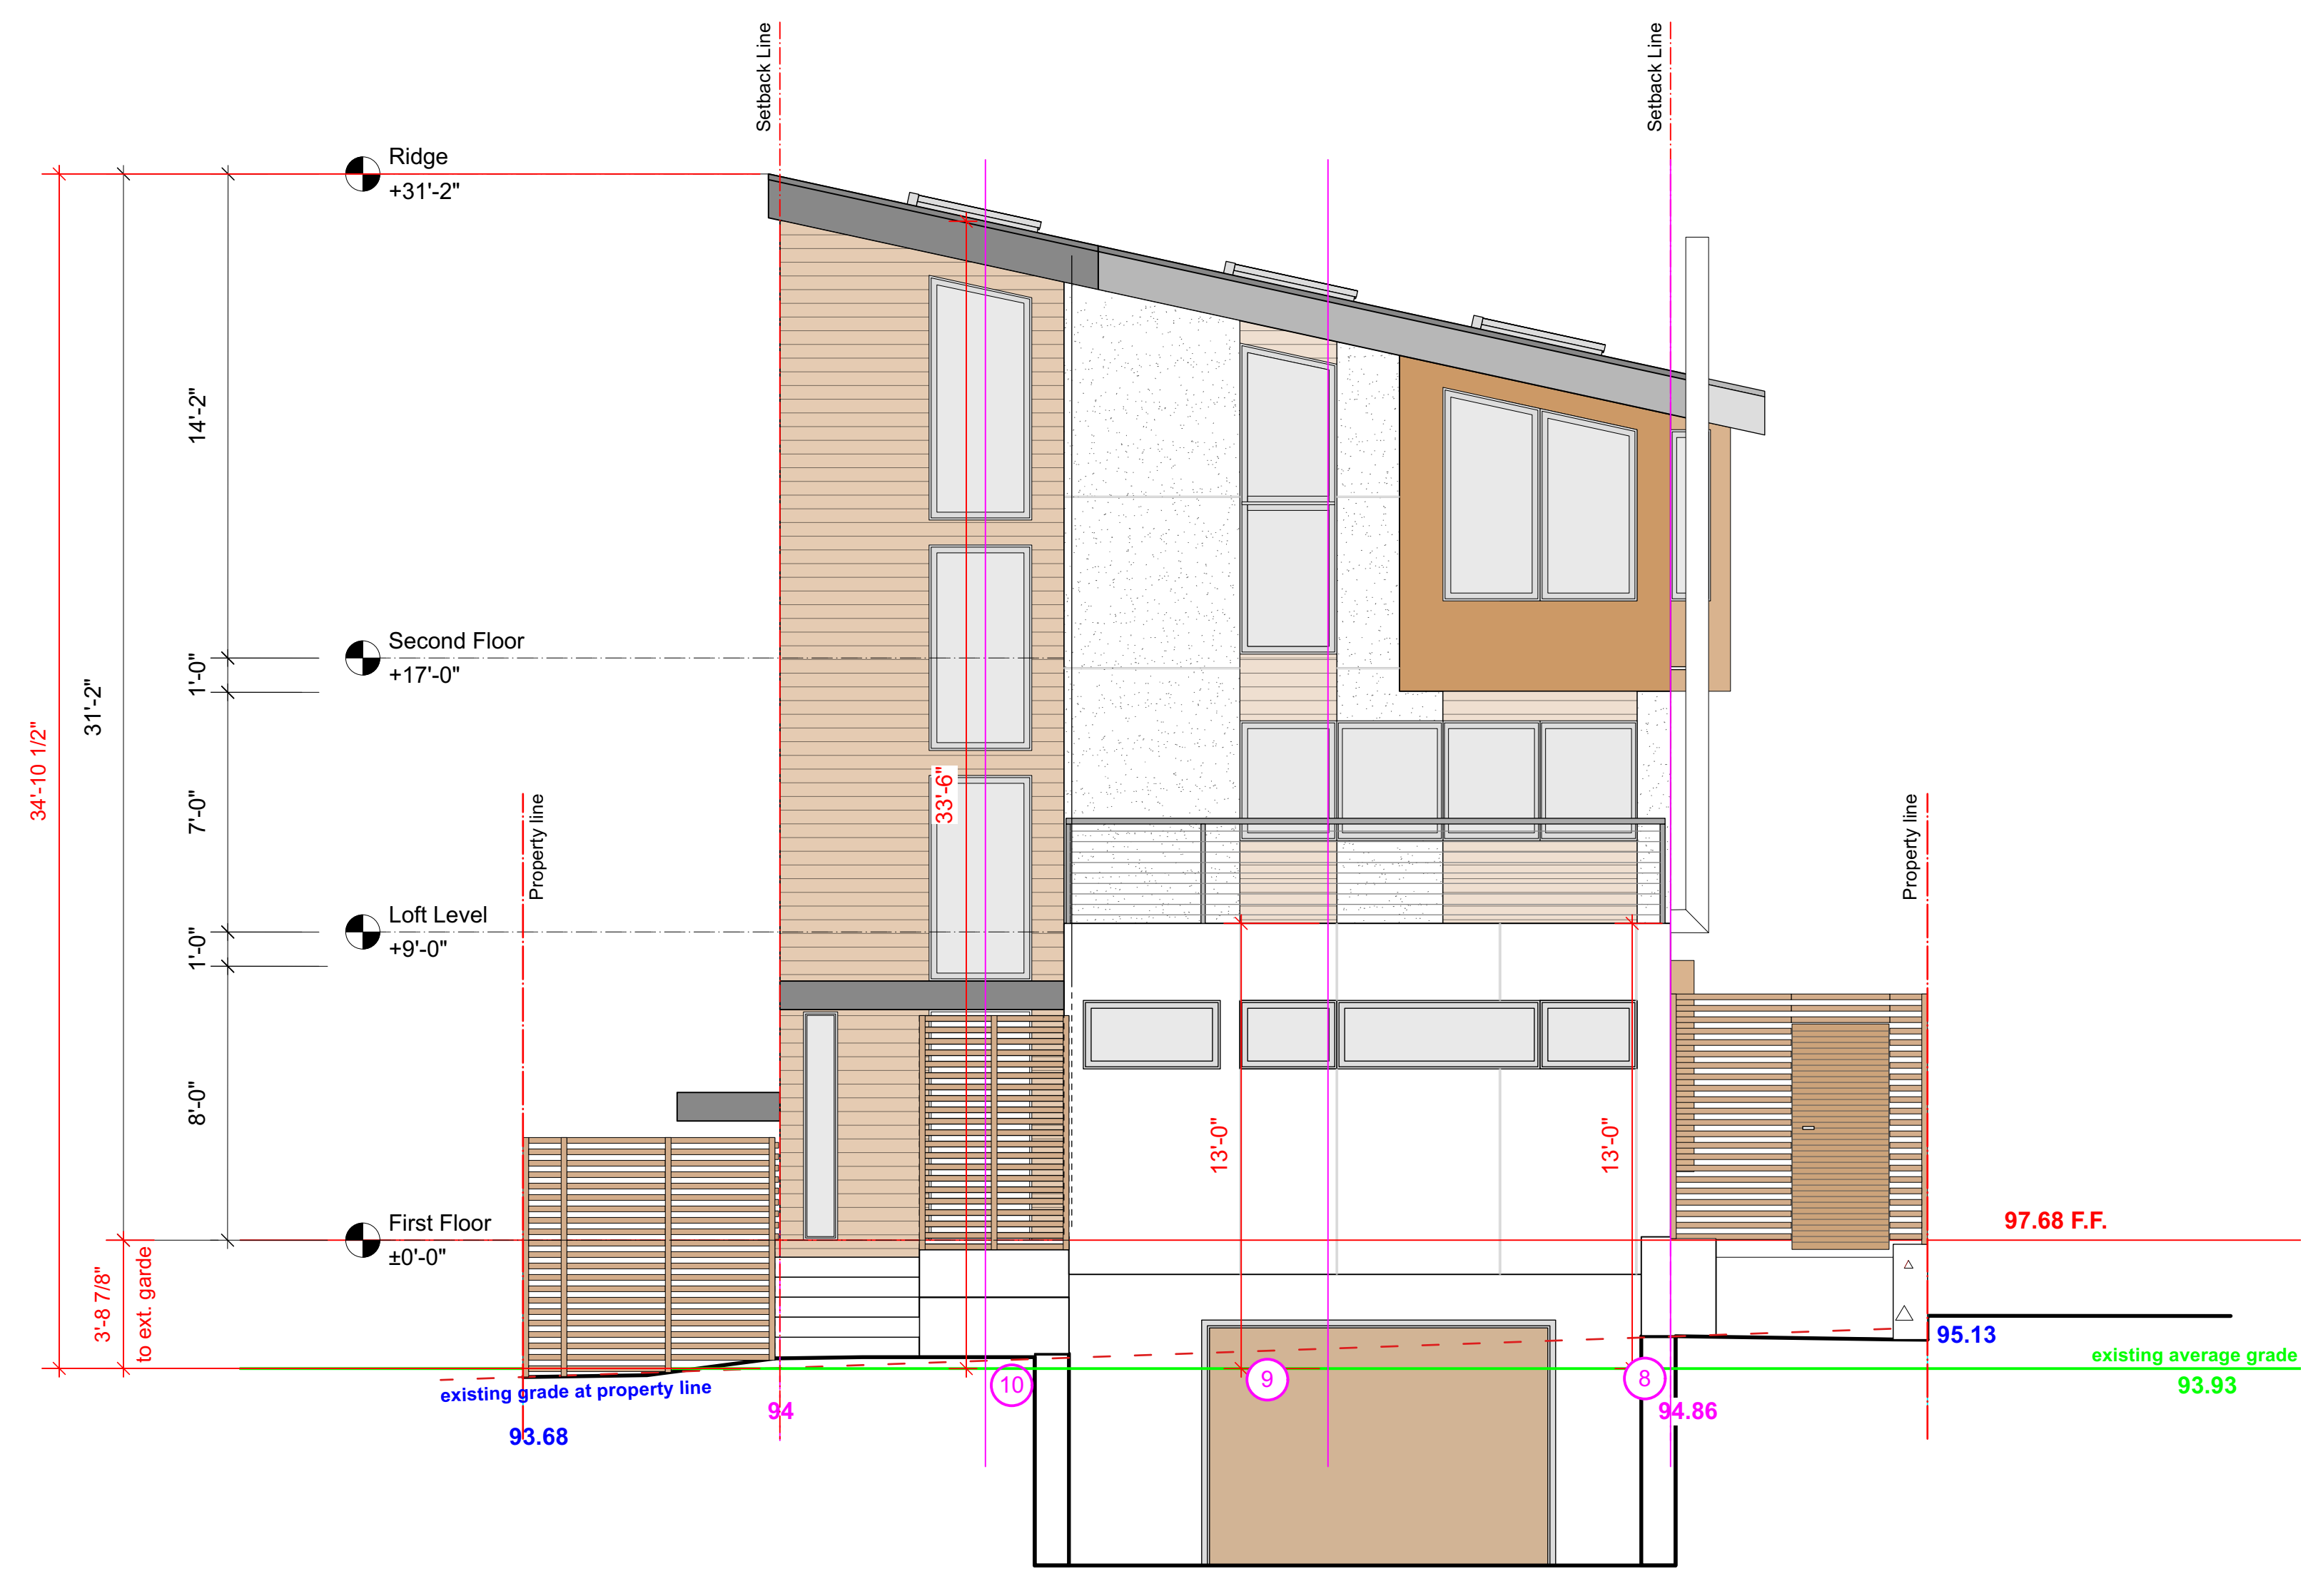 Setback Line
Setback Line
Ridge
+31'-2"
14'-2"
Second Floor
+17'-0"
1'-0"
31'-2"
34'-10 1/2"
33'-6"
7'-0"
Property line
Property line
Loft Level
+9'-0"
1'-0"
8'-0"
13'-0"
13'-0"
First Floor
±0'-0"
97.68 F.F.
3'-8 7/8"
to ext. garde
95.13
existing average grade
93.93
existing grade at property line
10
9
8
94
94.86
93.68